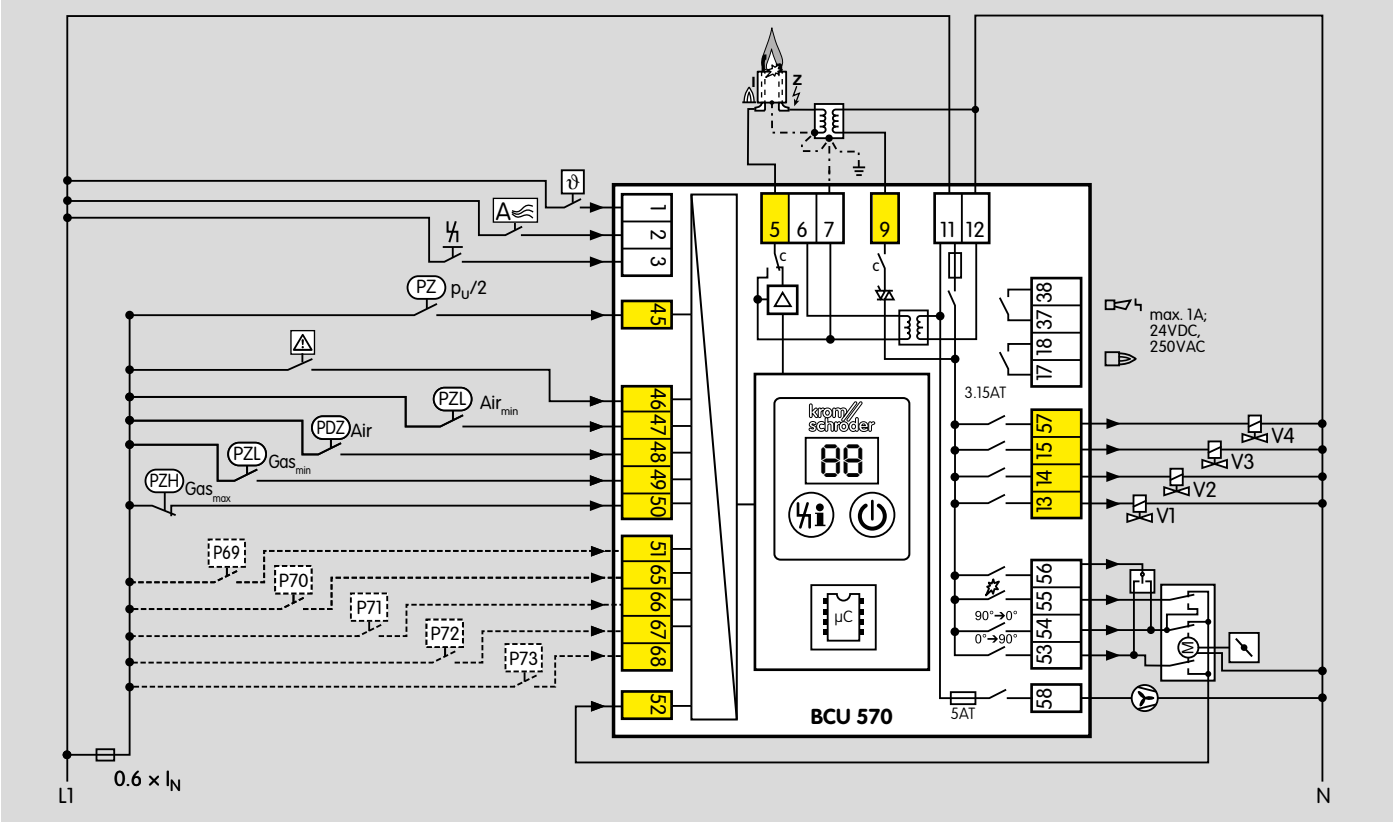 I
Z
ϑ
A
1
2
3
5
6
7
9
11
12
C
C
PZ pu/2
45
38
37
18
17
max. 1A;
24VDC,
250VAC
3.15AT
PZL Airmin
PDZ Air
PZL Gasmin
PZH Gasmax
46
47
48
49
50
krom//
schröder
88
i
57
15
14
13
V4
V3
V2
V1
P69
P70
P71
P72
P73
51
65
66
67
68
52
µC
56
55
54
53
90°→0°
0°→90°
M
58
5AT
BCU 570
0.6 × IN
L1
N